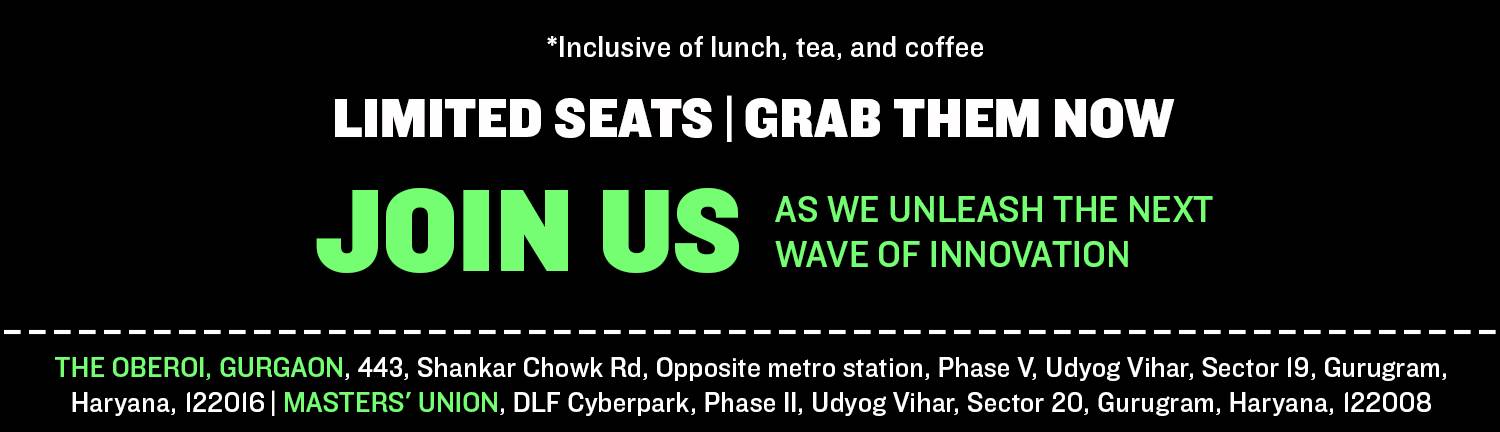 *Inclusive of lunch, tea, and coffee
LIMITED SEATS | GRAB THEM NOW
JOIN US
AS WE UNLEASH THE NEXT
WAVE OF INNOVATION
THE OBEROI, GURGAON, 443, Shankar Chowk Rd, Opposite metro station, Phase V, Udyog Vihar, Sector 19, Gurugram,
Haryana, 122016 | MASTERS' UNION, DLF Cyberpark, Phase II, Udyog Vihar, Sector 20, Gurugram, Haryana, 122008